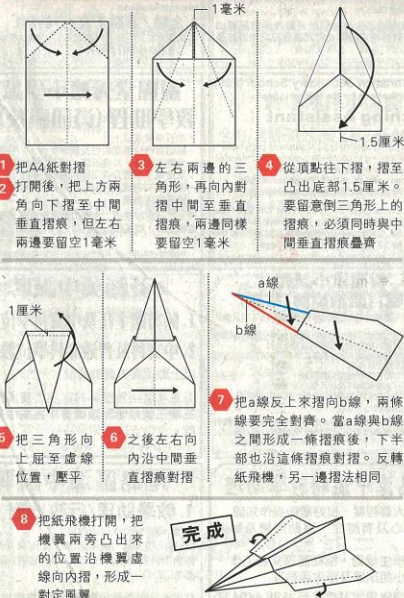 1毫米
1.5厘米
1 把A4紙對摺
2 打開後，把上方兩
角向下摺至中間
垂直摺痕，但左右
兩邊要留空1毫米
3 左右兩邊的三
角形，再向內對
摺中間至垂直
摺痕，兩邊同樣
要留空1毫米
4 從頂點往下摺，摺至
凸出底部1.5厘米。
要留意倒三角形上的
摺痕，必須同時與中
間垂直摺痕疊齊
1厘米
a線
b線
5 把三角形向
上屈至虛線
位置，壓平
6 之後左右向
內沿中間垂
直摺痕對摺
7 把a線反上來摺向b線，兩條
線要完全對齊。當a線與b線
之間形成一條摺痕後，下半
部也沿這條摺痕對摺。反轉
紙飛機，另一邊摺法相同
8 把紙飛機打開，把
機翼兩旁凸出來
的位置沿機翼虛
線向內摺，形成一
對定風翼
完成